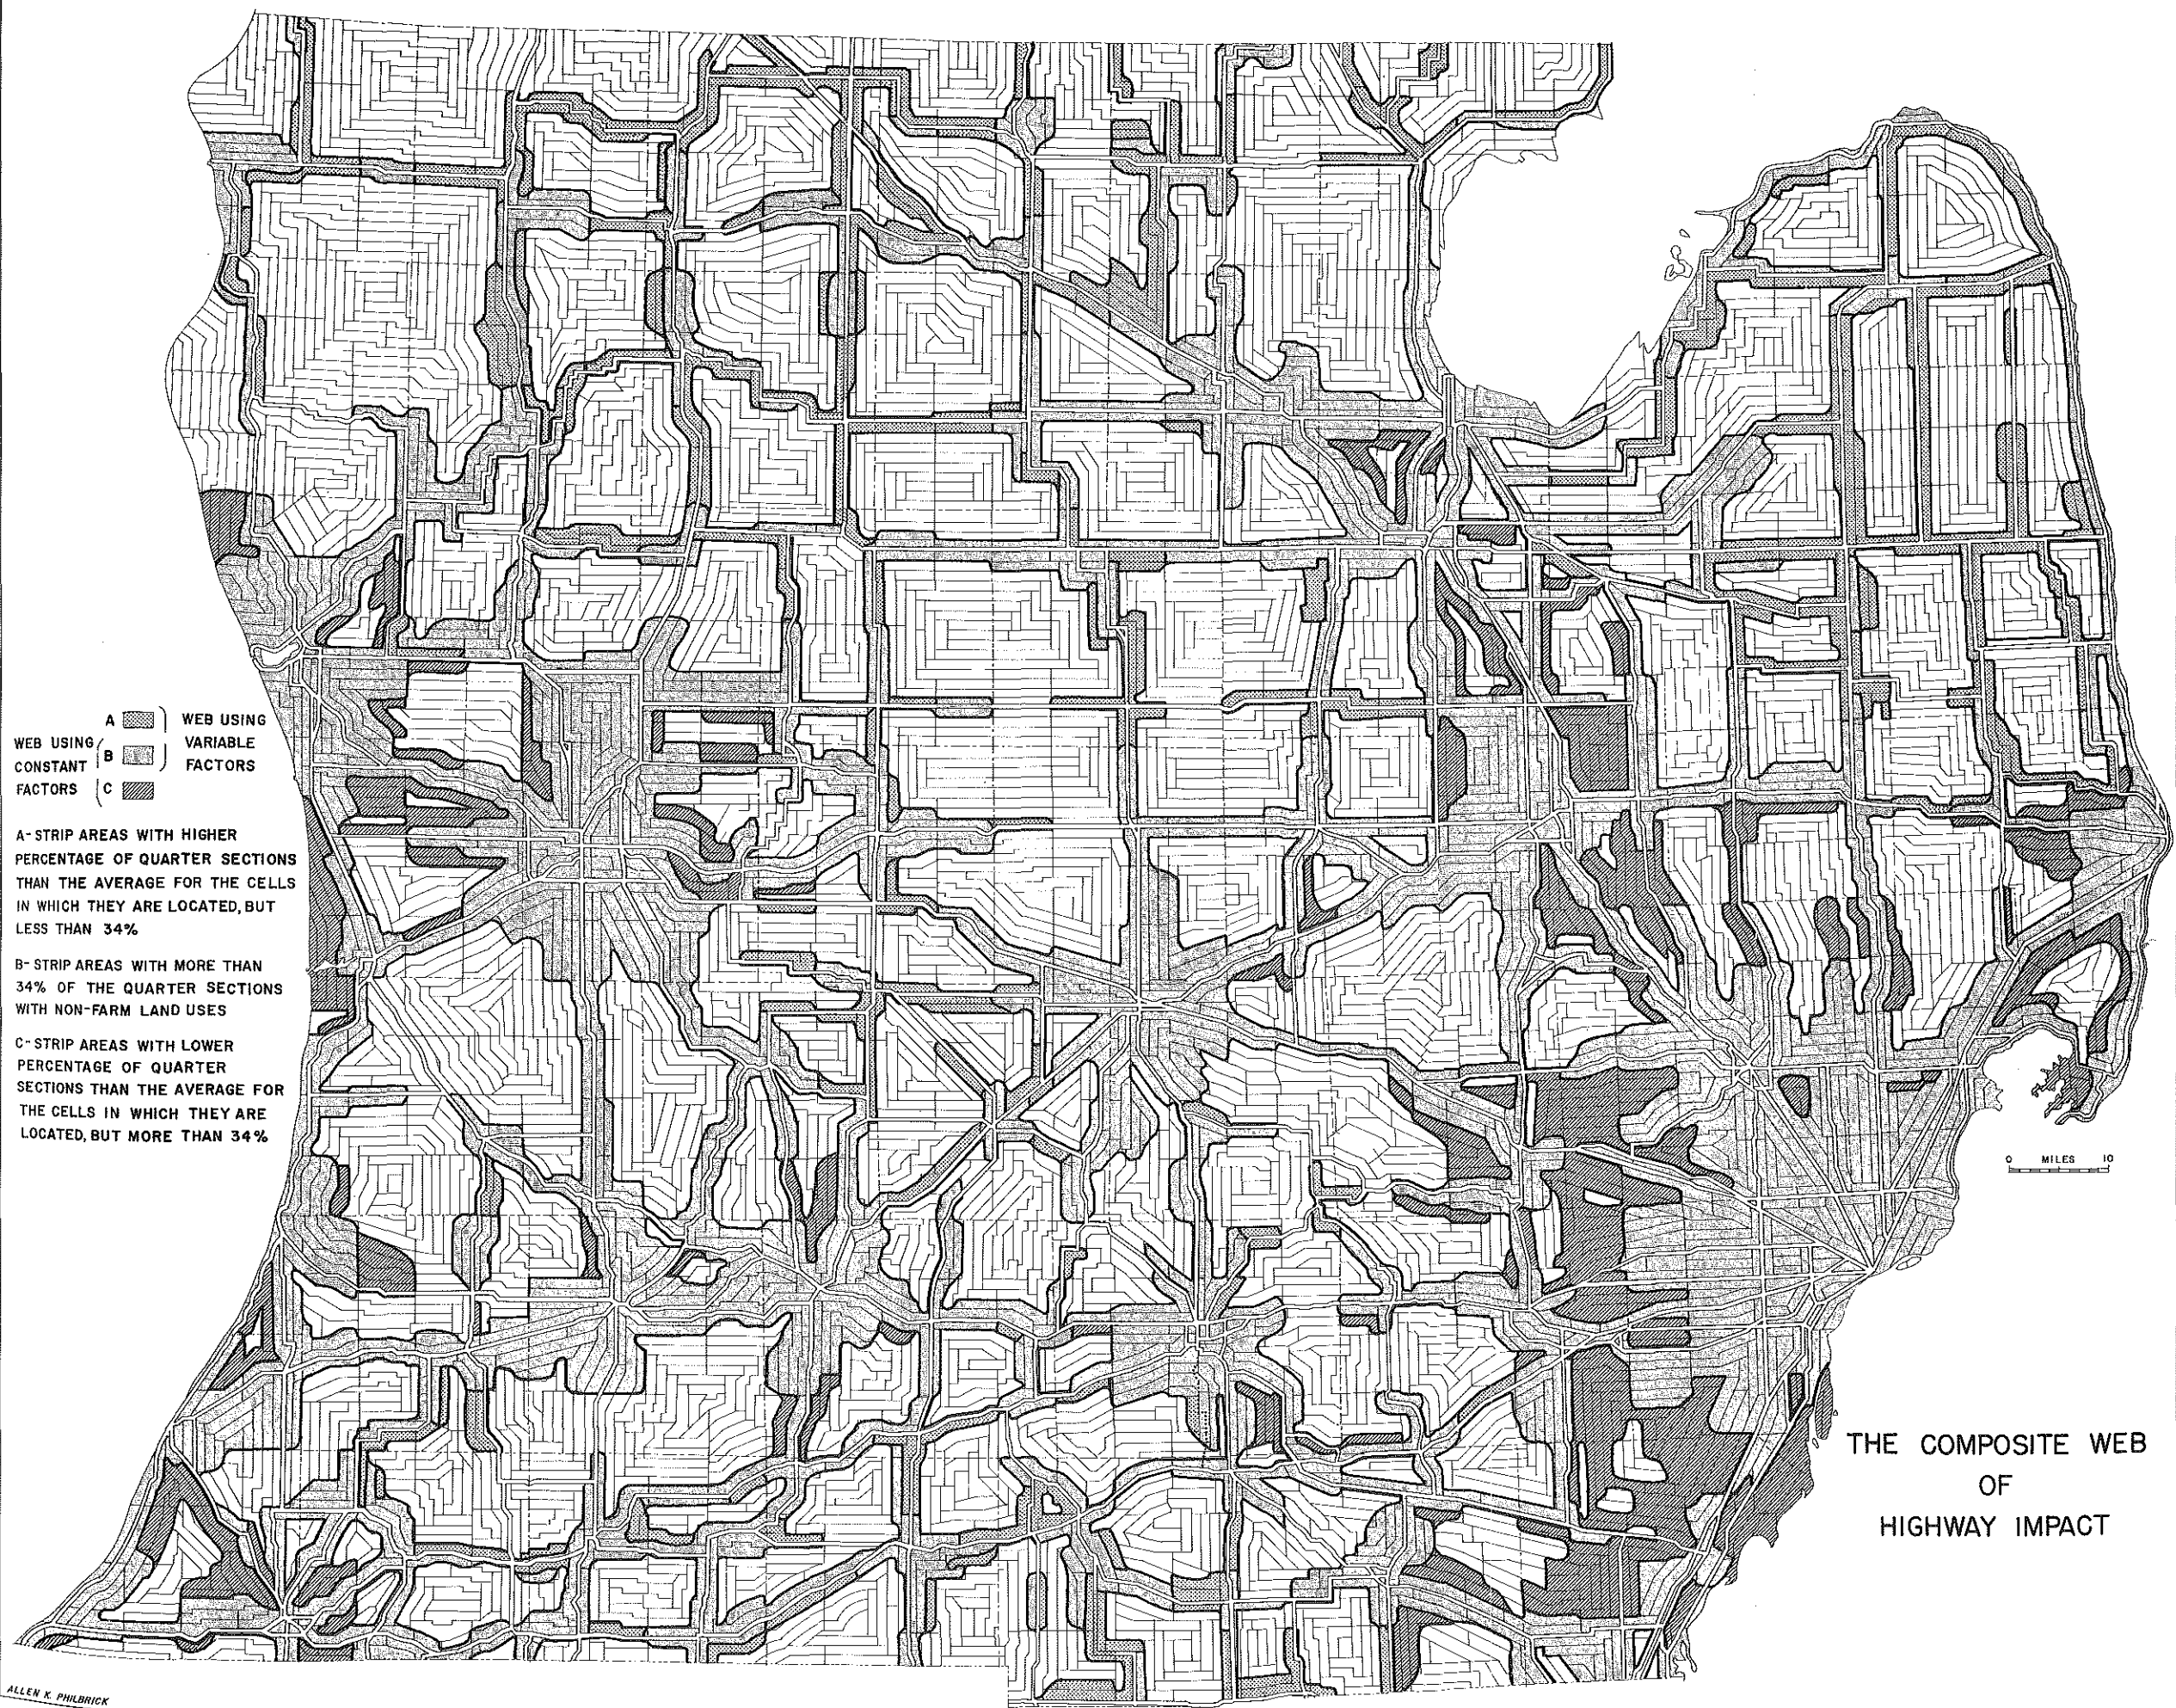 A
WEB USING
WEB USING
VARIABLE
B
CONSTANT
FACTORS
FACTORS
C
A- STRIP AREAS WITH HIGHER
PERCENTAGE OF QUARTER SECTIONS
THAN THE AVERAGE FOR THE CELLS
IN WHICH THEY ARE LOCATED, BUT
LESS THAN 34%
B- STRIP AREAS WITH MORE THAN
34% OF THE QUARTER SECTIONS
WITH NON-FARM LAND USES
C- STRIP AREAS WITH LOWER
PERCENTAGE OF QUARTER
SECTIONS THAN THE AVERAGE FOR
THE CELLS IN WHICH THEY ARE
LOCATED, BUT MORE THAN 34%
0 MILES 10
THE COMPOSITE WEB
OF
HIGHWAY IMPACT
ALLEN K. PHILBRICK